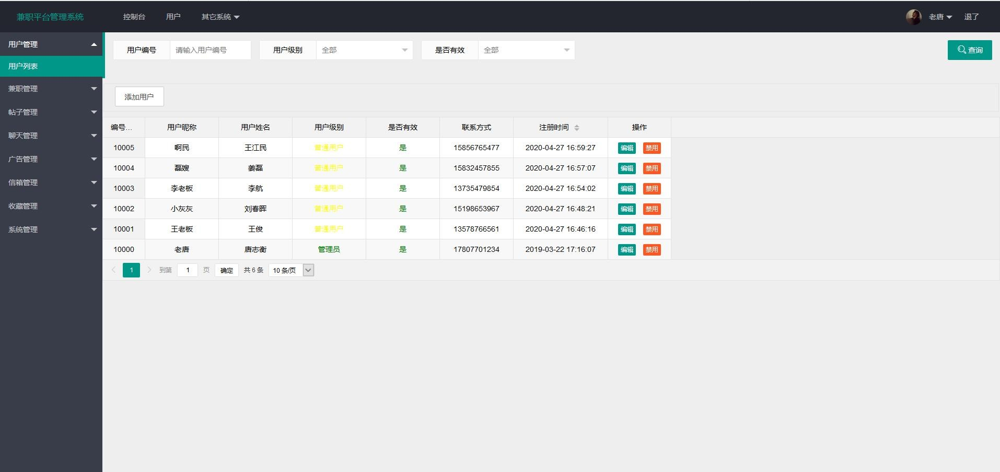 兼职平台管理系统 控制台 用户 其它系统 老唐 退了
用户管理
用户列表
兼职管理
帖子管理
聊天管理
广告管理
信箱管理
收藏管理
系统管理
用户编号 请输入用户编号 用户级别 全部 是否有效 全部 查询
添加用户
编号... 用户昵称 用户姓名 用户级别 是否有效 联系方式 注册时间 操作
10005 啊民 王江民 普通用户 是 15856765477 2020-04-27 16:59:27 编辑 禁用
10004 磊嫂 姜磊 普通用户 是 15832457855 2020-04-27 16:57:07 编辑 禁用
10003 李老板 李航 普通用户 是 13735479854 2020-04-27 16:54:02 编辑 禁用
10002 小灰灰 刘春晖 普通用户 是 15198653967 2020-04-27 16:48:21 编辑 禁用
10001 王老板 王俊 普通用户 是 13578766561 2020-04-27 16:46:16 编辑 禁用
10000 老唐 唐志衡 管理员 是 17807701234 2019-03-22 17:16:07 编辑 禁用
1 到第 1 页 确定 共 6 条 10 条/页